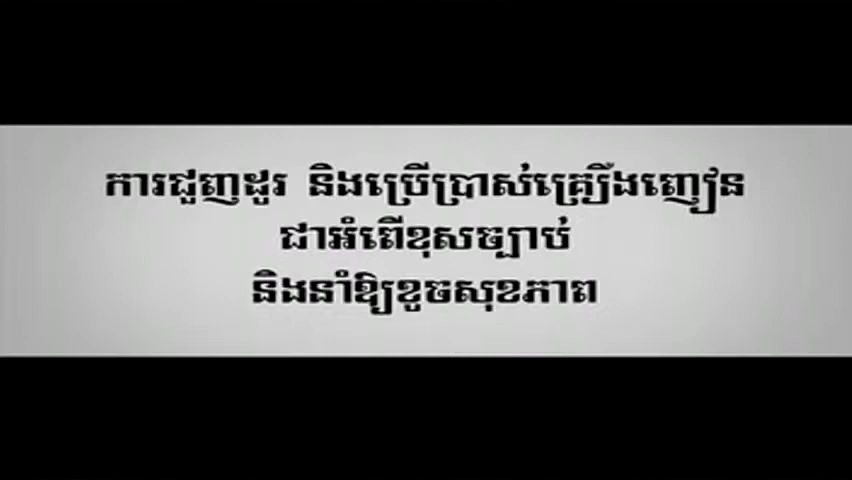 ការជួញដូរ និងប្រើប្រាស់គ្រឿងញៀន
ជាអំពើខុសច្បាប់
និងនាំឱ្យខូចសុខភាព